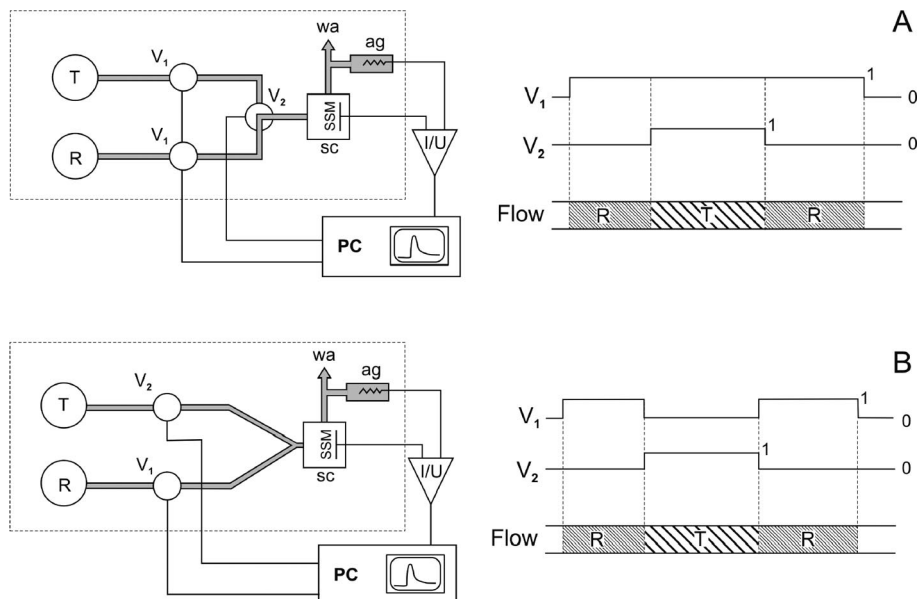 A
wa
ag
V1
T
V2
SSM
sc
V1
R
I/U
PC
V1 1 0
V2 1 0
Flow R T R
B
wa
ag
V2
T
SSM
sc
V1
R
I/U
PC
V1 1 0
V2 1 0
Flow R T R